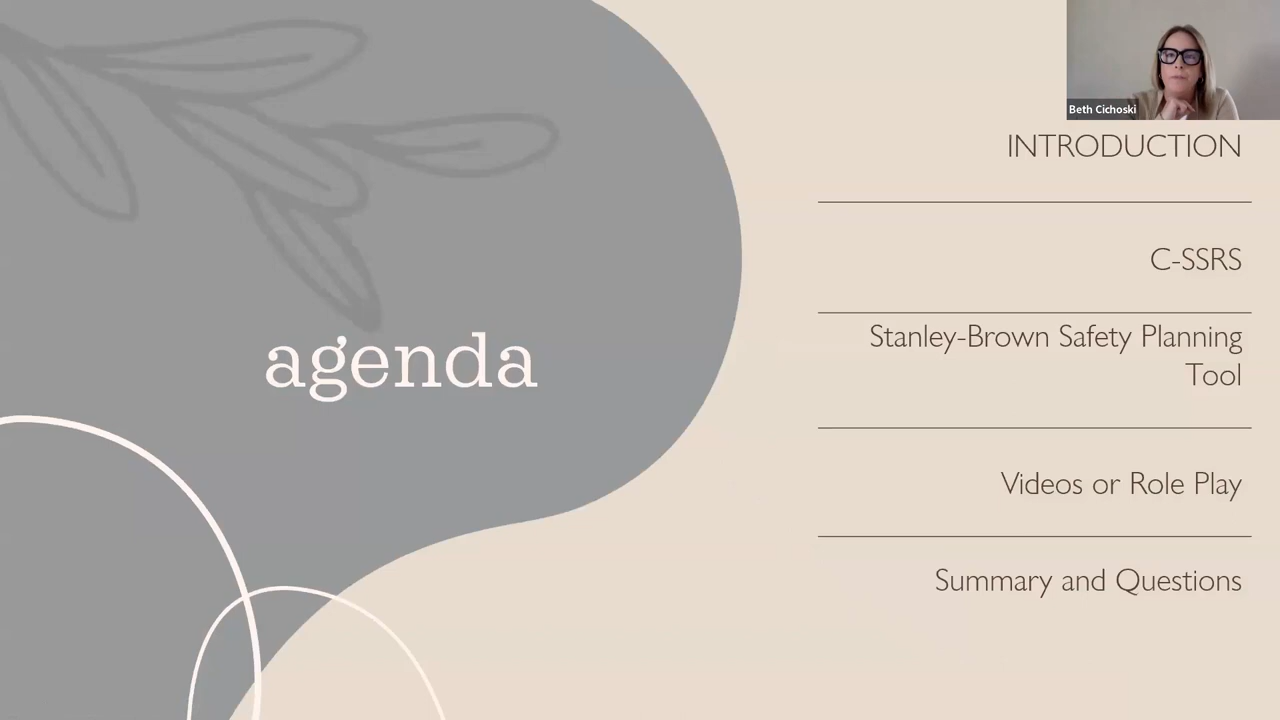 Beth Cichoski
agenda
INTRODUCTION
C-SSRS
Stanley-Brown Safety Planning
Tool
Videos or Role Play
Summary and Questions